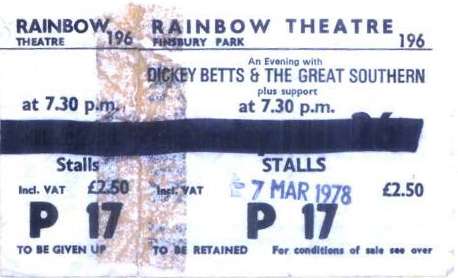 RAINBOW
THEATRE 196
at 7.30 p.m.
Stalls
Incl. VAT £2.50
P 17
TO BE GIVEN UP
RAINBOW THEATRE
FINSBURY PARK 196
An Evening with
DICKEY BETTS & THE GREAT SOUTHERN
plus support
at 7.30 p.m.
STALLS
Incl. VAT 7 MAR 1978 £2.50
P 17
TO BE RETAINED For conditions of sale see over